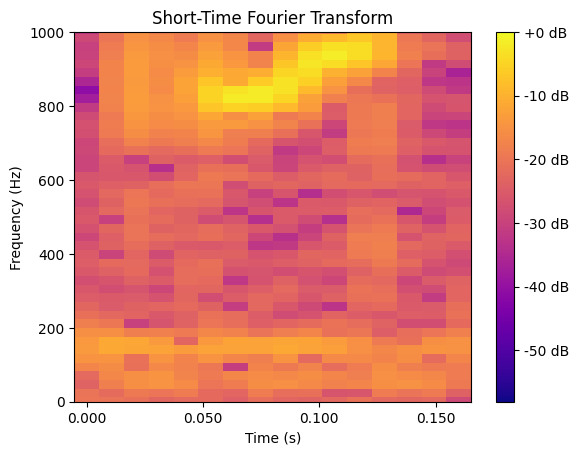 Short-Time Fourier Transform
1000
800
600
400
200
0
Frequency (Hz)
0.000
0.050
0.100
0.150
Time (s)
+0 dB
-10 dB
-20 dB
-30 dB
-40 dB
-50 dB